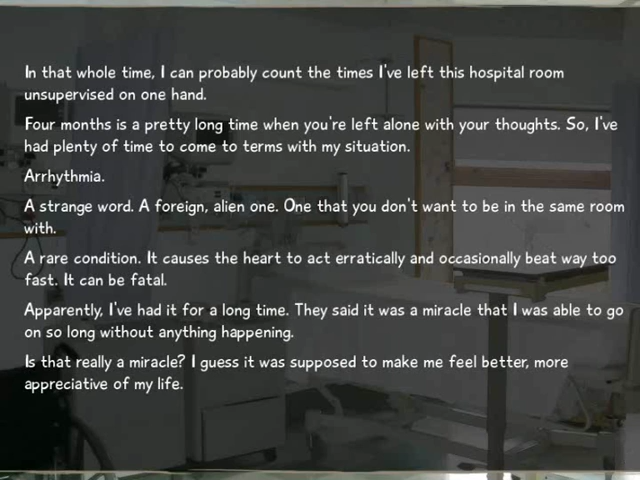 In that whole time, I can probably count the times I've left this hospital room
unsupervised on one hand.
Four months is a pretty long time when you're left alone with your thoughts. So, I've
had plenty of time to come to terms with my situation.
Arrhythmia.
A strange word. A foreign, alien one. One that you don't want to be in the same room
with.
A rare condition. It causes the heart to act erratically and occasionally beat way too
fast. It can be fatal.
Apparently, I've had it for a long time. They said it was a miracle that I was able to go
on so long without anything happening.
Is that really a miracle? I guess it was supposed to make me feel better, more
appreciative of my life.